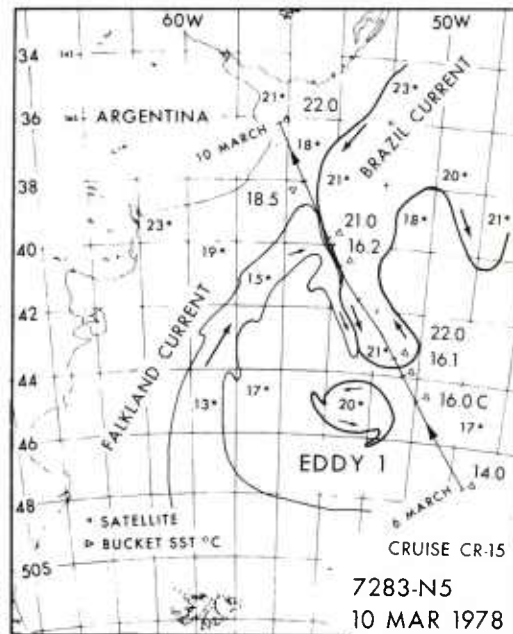 60W 50W
34
21* 22.0 23*
36
ARGENTINA
10 MARCH
18*
BRAZIL CURRENT
21* 20*
38
18.5 18* 21*
23* 21.0
19* 16.2
40
15*
42
FALKLAND CURRENT
22.0
21* 16.1
44
13* 17* 20* 16.0 C
17*
46
EDDY 1
14.0
48
6 MARCH
* SATELLITE
▷ BUCKET SST °C
CRUISE CR-15
50S
7283-N5
10 MAR 1978